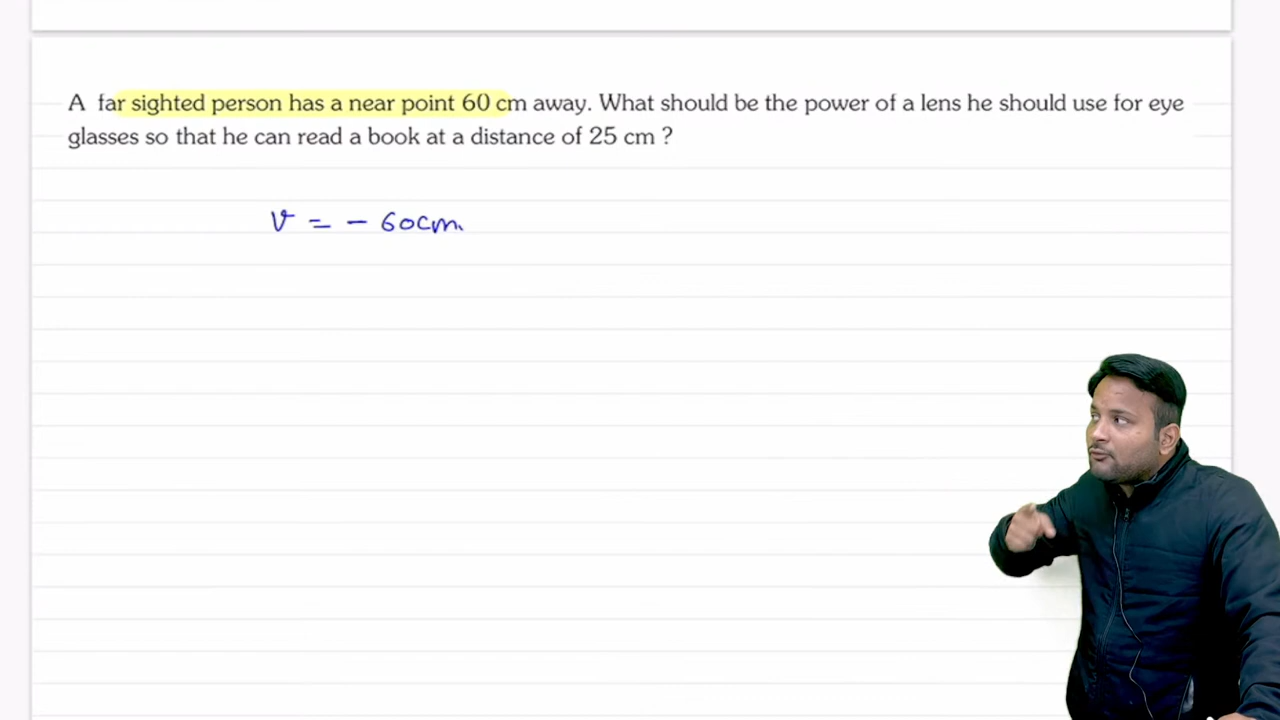 A far sighted person has a near point 60 cm away. What should be the power of a lens he should use for eye
glasses so that he can read a book at a distance of 25 cm ?
v = - 60cm.